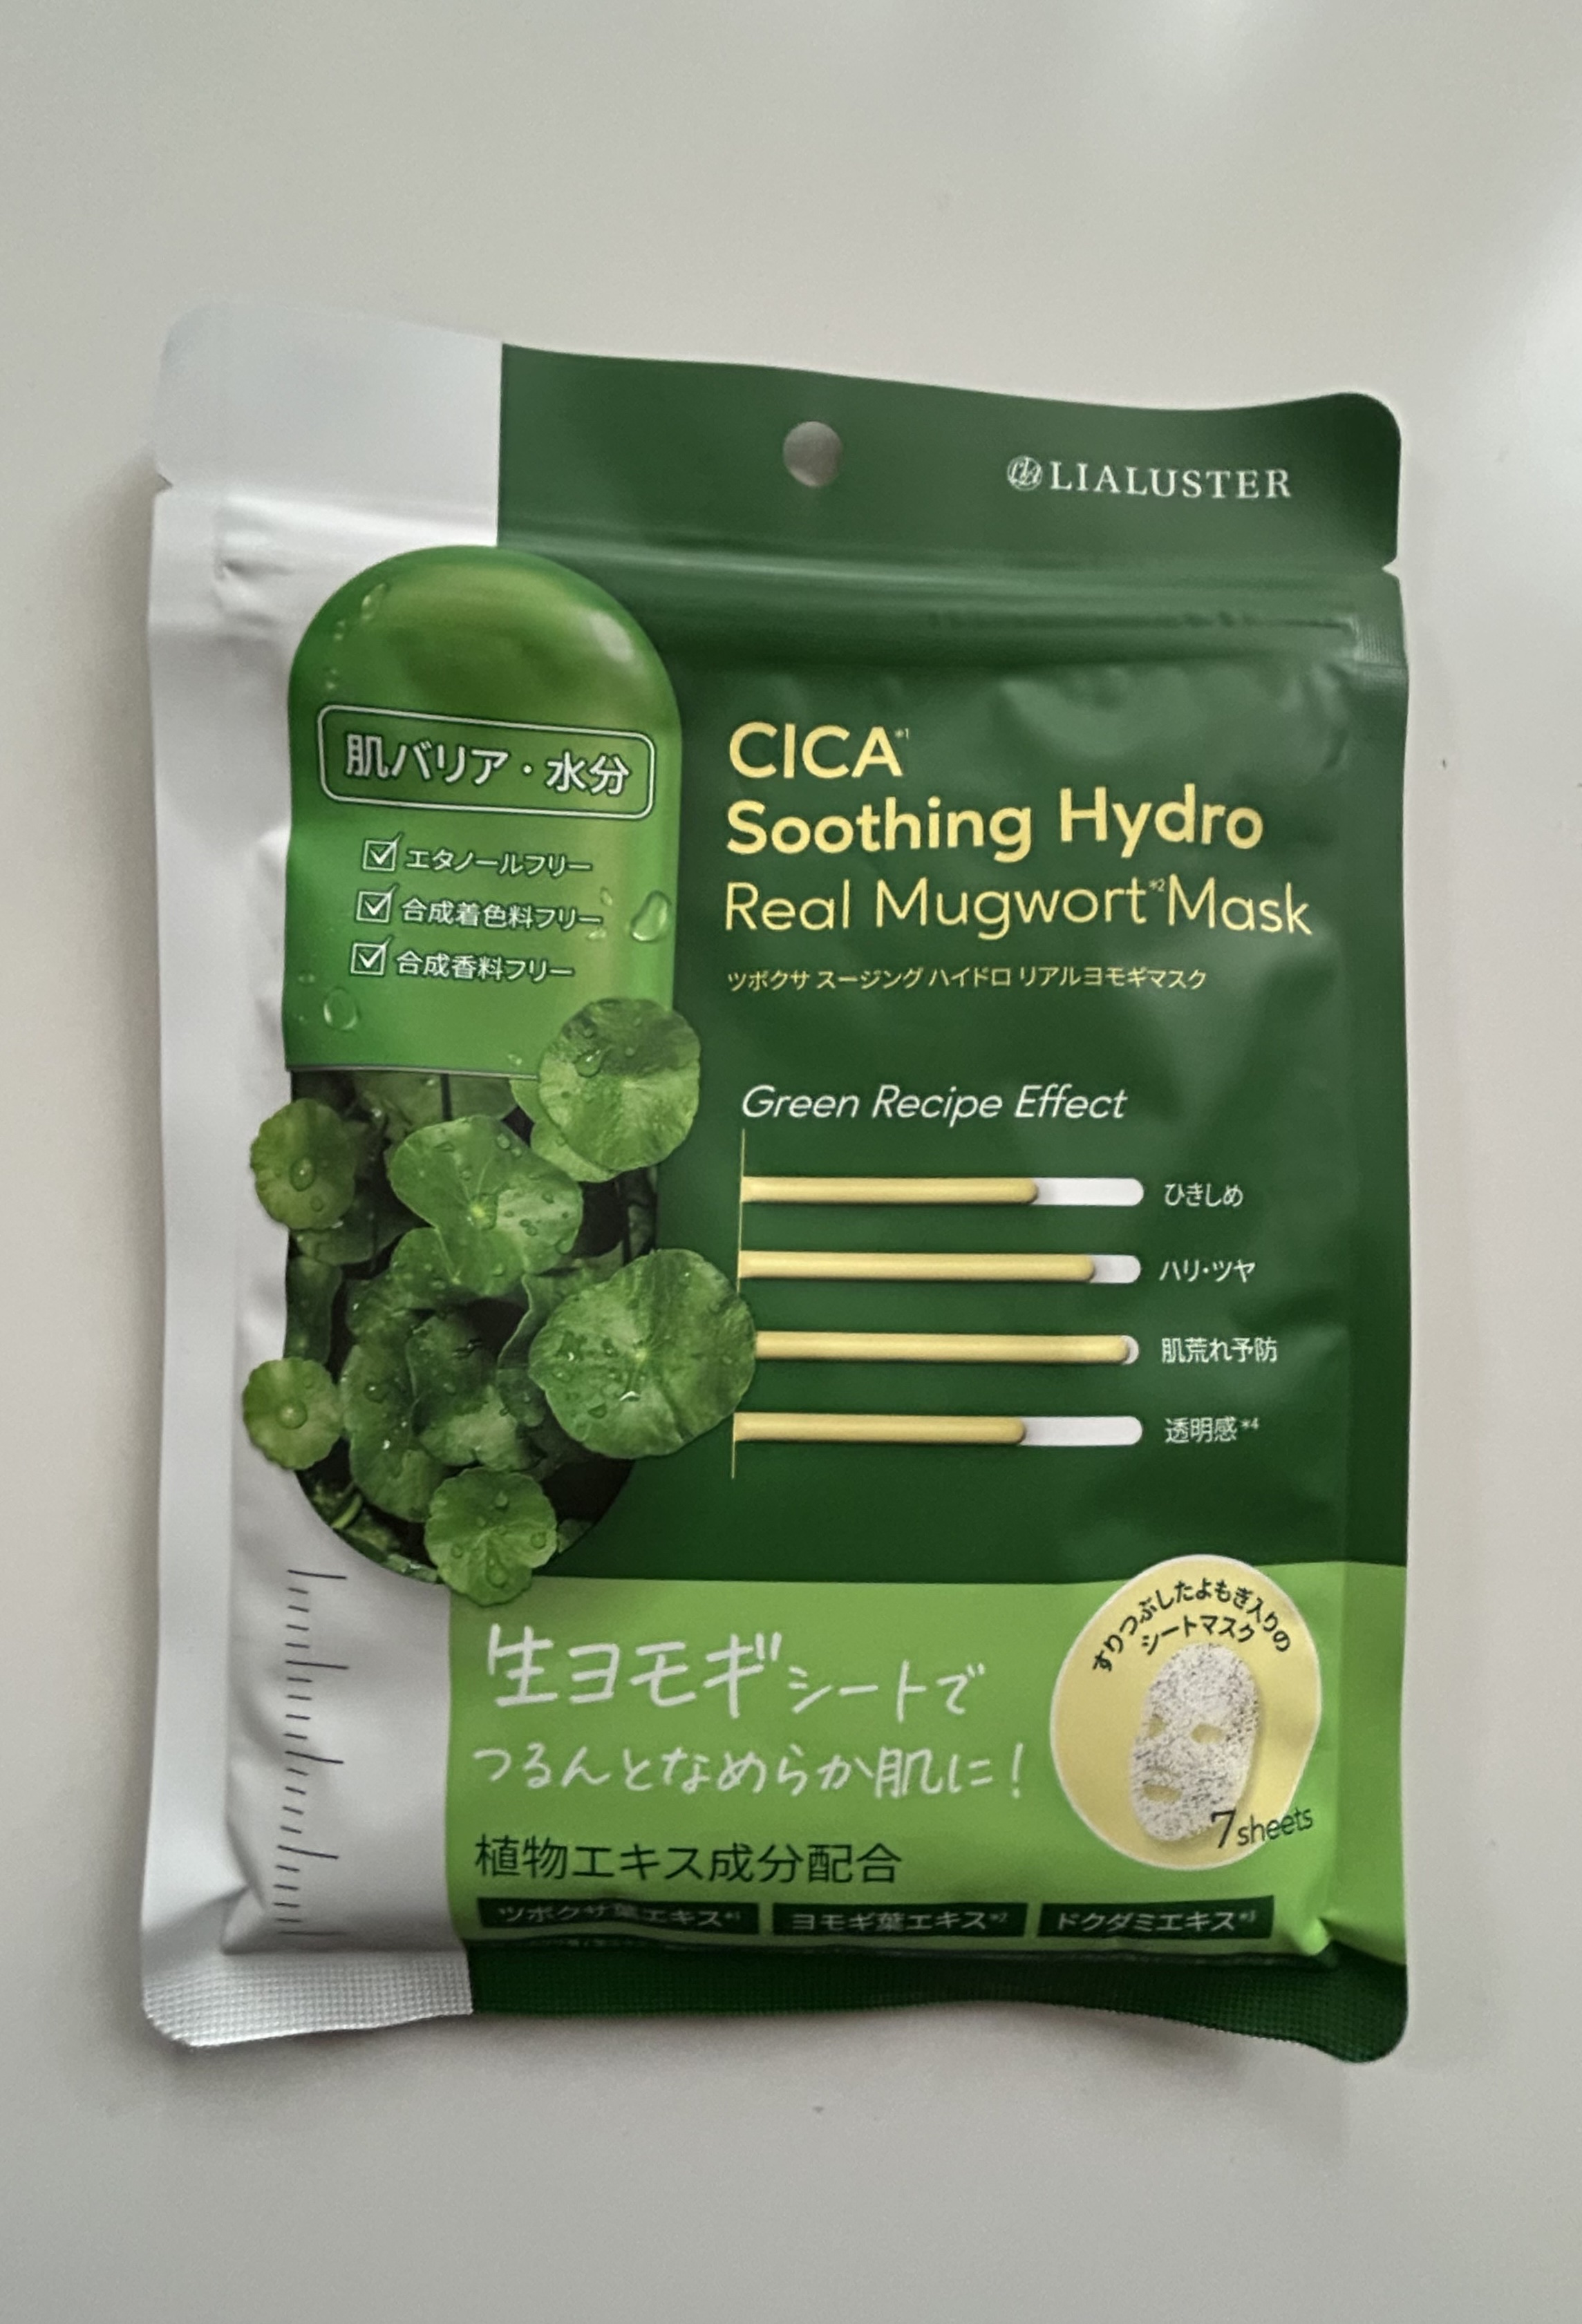 LIALUSTER
肌バリア・水分
エタノールフリー
合成着色料フリー
合成香料フリー
CICA*1
Soothing Hydro
Real Mugwort*2 Mask
ツボクサ スージング ハイドロ リアルヨモギマスク
Green Recipe Effect
ひきしめ
ハリ・ツヤ
肌荒れ予防
透明感*4
すりつぶしたよもぎ入りの
シートマスク
7sheets
生ヨモギシートで
つるんとなめらか肌に!
植物エキス成分配合
ツボクサ葉エキス*1
ヨモギ葉エキス*2
ドクダミエキス*3